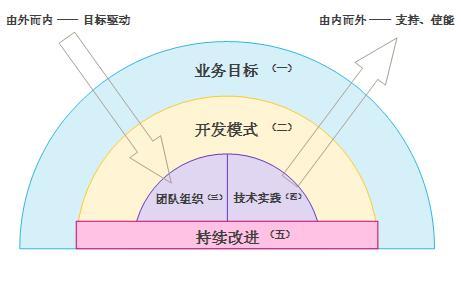 由外而内 —— 目标驱动
由内而外 —— 支持、使能
业务目标（一）
开发模式（二）
团队组织（三）
技术实践（四）
持续改进（五）